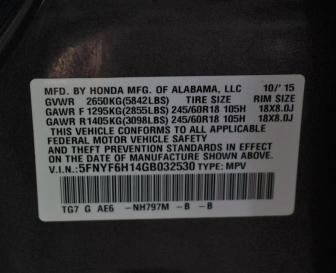 MFD. BY HONDA MFG. OF ALABAMA, LLC 10/'15
GVWR 2650KG(5842LBS) TIRE SIZE RIM SIZE
GAWR F 1295KG(2855LBS) 245/60R18 105H 18X8.0J
GAWR R 1405KG(3098LBS) 245/60R18 105H 18X8.0J
THIS VEHICLE CONFORMS TO ALL APPLICABLE
FEDERAL MOTOR VEHICLE SAFETY
AND THEFT PREVENTION STANDARDS IN EFFECT ON
THE DATE OF MANUFACTURE SHOWN ABOVE.
V.I.N.: 5FNYF6H14GB032530 TYPE: MPV
TG7 G AE6 -NH797M -B -B